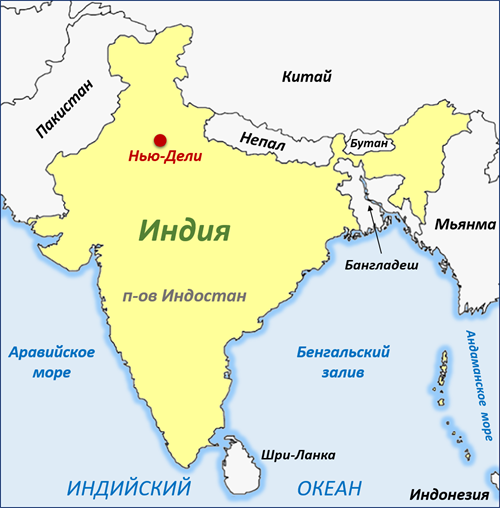 Китай
Пакистан
Непал
Бутан
Нью-Дели
Индия
Мьянма
Бангладеш
п-ов Индостан
Аравийское
море
Бенгальский
залив
Андаманское море
Шри-Ланка
ИНДИЙСКИЙ ОКЕАН
Индонезия